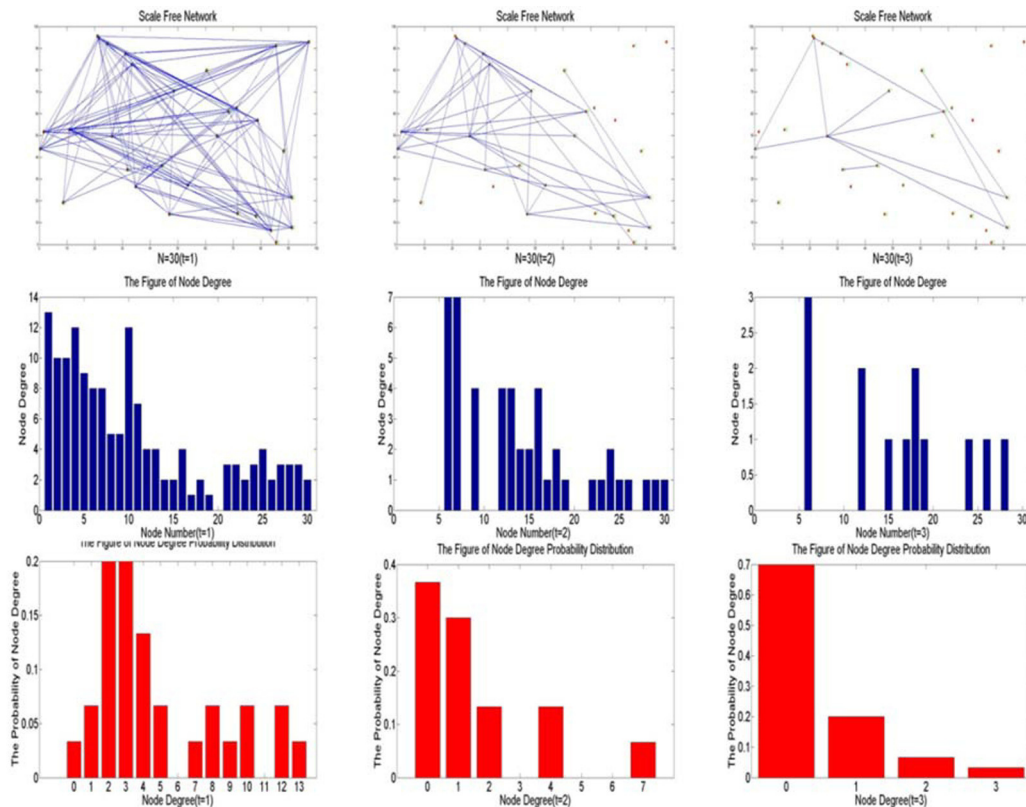 Scale Free Network
Scale Free Network
Scale Free Network
N=30(t=1)
N=30(t=2)
N=30(t=3)
The Figure of Node Degree
The Figure of Node Degree
The Figure of Node Degree
Node Degree
14
12
10
8
6
4
2
0
0 5 10 15 20 25 30
Node Number(t=1)
Node Degree
7
6
5
4
3
2
1
0
0 5 10 15 20 25 30
Node Number(t=2)
Node Degree
3
2.5
2
1.5
1
0.5
0
0 5 10 15 20 25 30
Node Number(t=3)
The Figure of Node Degree Probability Distribution
The Figure of Node Degree Probability Distribution
The Figure of Node Degree Probability Distribution
The Probability of Node Degree
0.2
0.15
0.1
0.05
0
0 1 2 3 4 5 6 7 8 9 10 11 12 13
Node Degree(t=1)
The Probability of Node Degree
0.4
0.3
0.2
0.1
0
0 1 2 3 4 5 6 7
Node Degree(t=2)
The Probability of Node Degree
0.7
0.6
0.5
0.4
0.3
0.2
0.1
0
0 1 2 3
Node Degree(t=3)